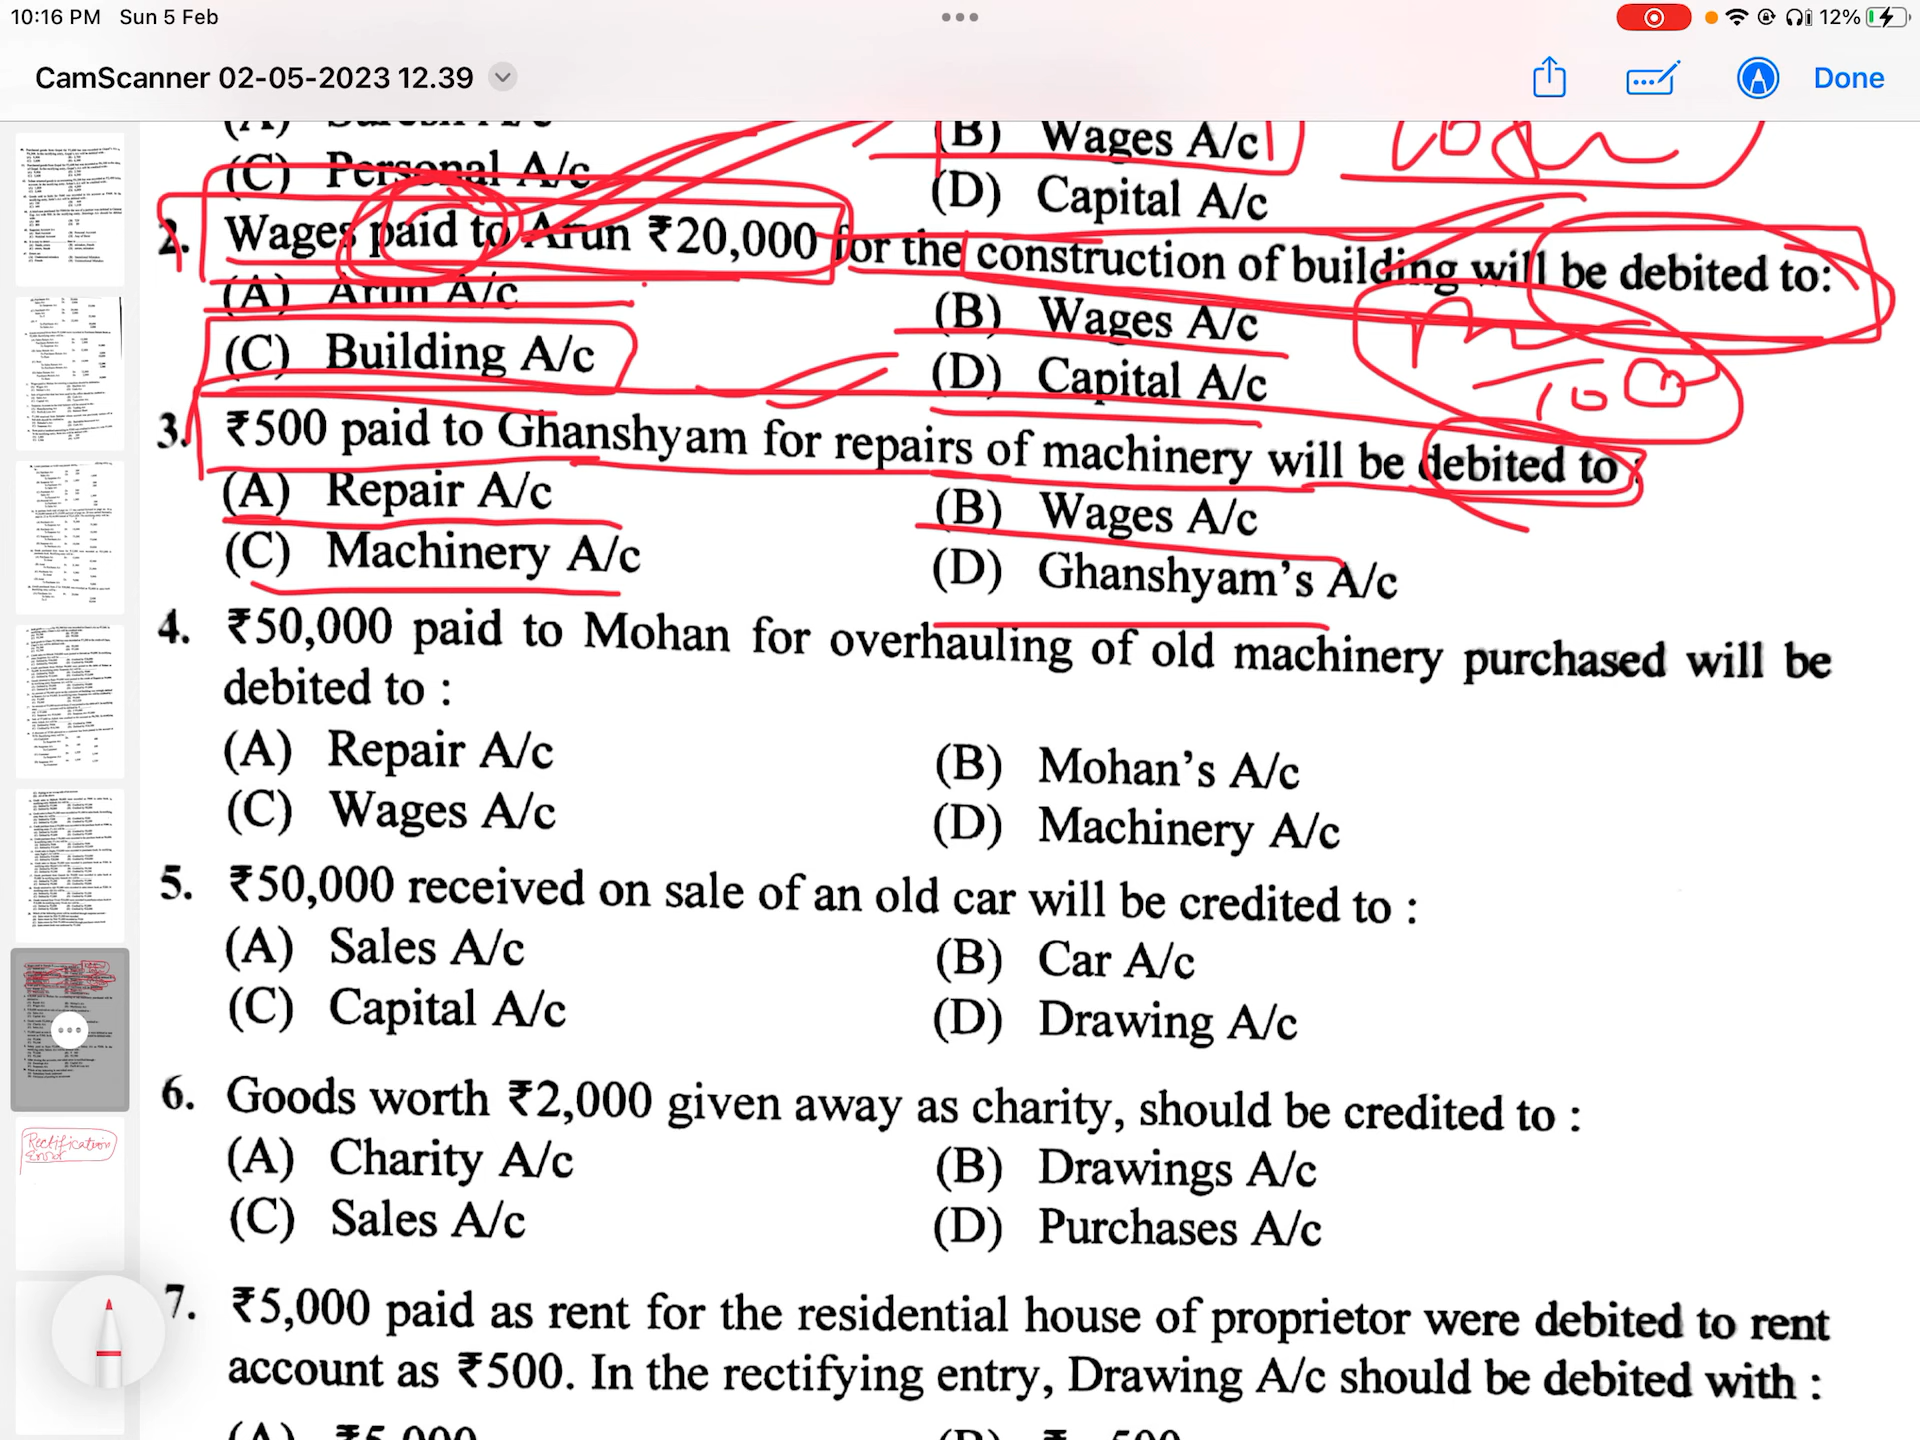 10:16 PM Sun 5 Feb
12%
CamScanner 02-05-2023 12.39
Done
(B) Wages A/c
(C) Personal A/c
(D) Capital A/c
2. Wages paid to Arun ₹20,000 for the construction of building will be debited to:
(A) Arun A/c
(B) Wages A/c
(C) Building A/c
(D) Capital A/c
3. ₹500 paid to Ghanshyam for repairs of machinery will be debited to :
(A) Repair A/c
(B) Wages A/c
(C) Machinery A/c
(D) Ghanshyam's A/c
4. ₹50,000 paid to Mohan for overhauling of old machinery purchased will be
debited to :
(A) Repair A/c
(B) Mohan's A/c
(C) Wages A/c
(D) Machinery A/c
5. ₹50,000 received on sale of an old car will be credited to :
(A) Sales A/c
(B) Car A/c
(C) Capital A/c
(D) Drawing A/c
6. Goods worth ₹2,000 given away as charity, should be credited to :
(A) Charity A/c
(B) Drawings A/c
(C) Sales A/c
(D) Purchases A/c
7. ₹5,000 paid as rent for the residential house of proprietor were debited to rent
account as ₹500. In the rectifying entry, Drawing A/c should be debited with :
(A) ₹5,000
Rectification
Error